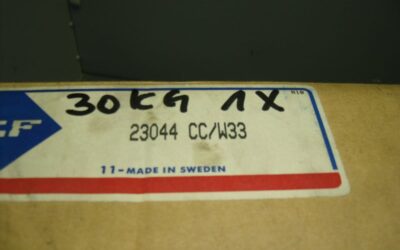 30KG 1X
23044 CC/W33
11-MADE IN SWEDEN